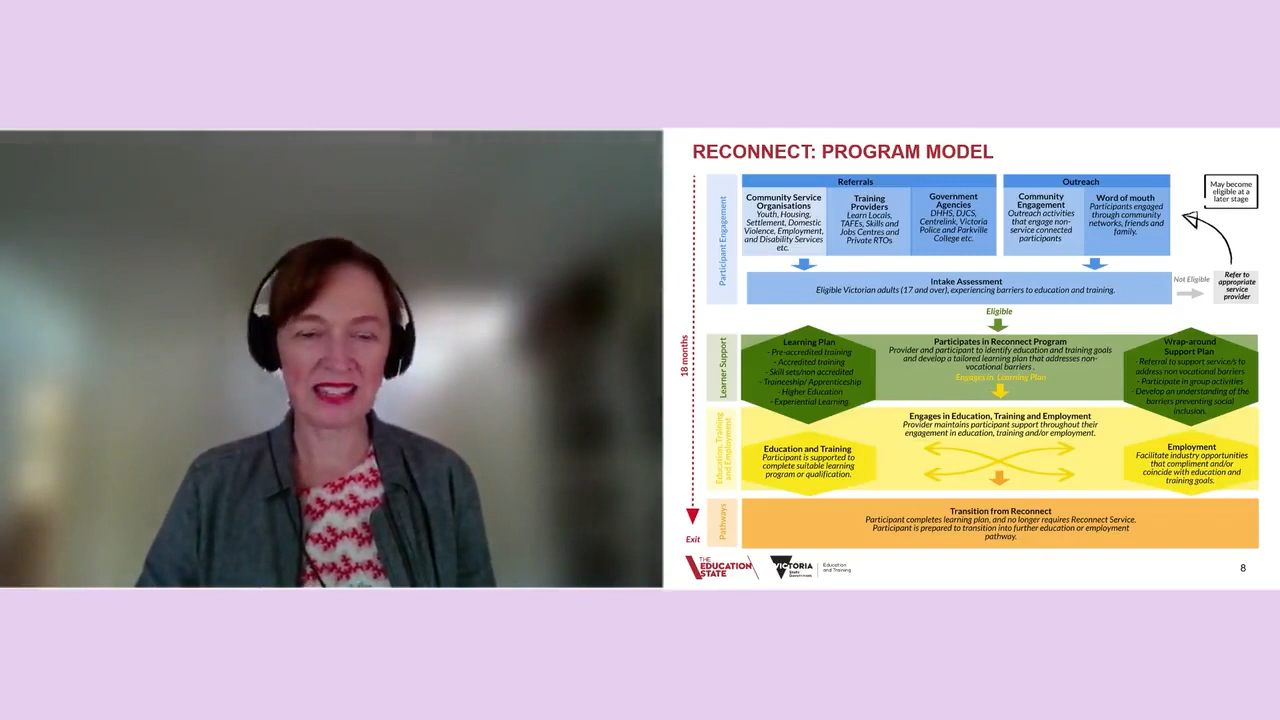 RECONNECT: PROGRAM MODEL
18 months
Exit
Participant Engagement
Referrals
Community Service
Organisations
Youth, Housing,
Settlement, Domestic
Violence, Employment,
and Disability Services
etc.
Training
Providers
Learn Locals,
TAFEs, Skills and
Jobs Centres and
Private RTOs
Government
Agencies
DHHS, DJCS,
Centrelink, Victoria
Police and Parkville
College etc.
Outreach
Community
Engagement
Outreach activities
that engage non-
service connected
participants
Word of mouth
Participants engaged
through community
networks, friends and
family.
May become
eligible at a
later stage
Intake Assessment
Eligible Victorian adults (17 and over), experiencing barriers to education and training.
Not Eligible
Refer to
appropriate
service
provider
Eligible
Learner Support
Learning Plan
- Pre-accredited training
- Accredited training
- Skill sets/non accredited
- Traineeship/ Apprenticeship
- Higher Education
- Experiential Learning.
Participates in Reconnect Program
Provider and participant to identify education and training goals
and develop a tailored learning plan that addresses non-
vocational barriers .
Engages in Learning Plan
Wrap-around
Support Plan
- Referral to support service/s to
address non vocational barriers
- Participate in group activities
- Develop an understanding of the
barriers preventing social
inclusion.
Education, Training
and Employment
Engages in Education, Training and Employment
Provider maintains participant support throughout their
engagement in education, training and/or employment.
Education and Training
Participant is supported to
complete suitable learning
program or qualification.
Employment
Facilitate industry opportunities
that compliment and/or
coincide with education and
training goals.
Pathways
Transition from Reconnect
Participant completes learning plan, and no longer requires Reconnect Service.
Participant is prepared to transition into further education or employment
pathway.
THE
EDUCATION
STATE
VICTORIA
State
Government
Education
and Training
8